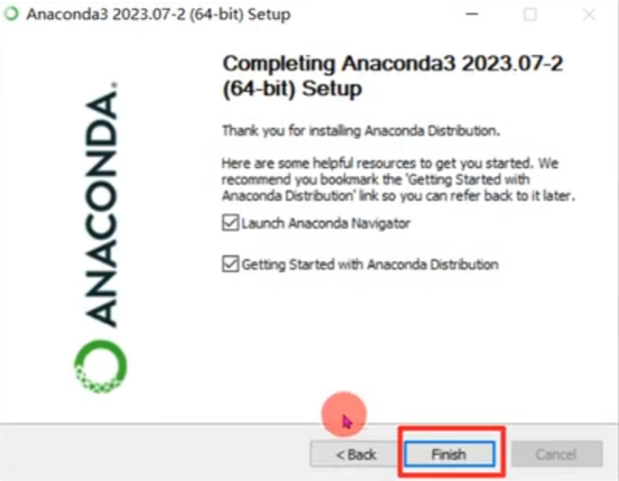 Anaconda3 2023.07-2 (64-bit) Setup
Completing Anaconda3 2023.07-2
(64-bit) Setup
Thank you for installing Anaconda Distribution.
Here are some helpful resources to get you started. We
recommend you bookmark the 'Getting Started with
Anaconda Distribution' link so you can refer back to it later.
Launch Anaconda Navigator
Getting Started with Anaconda Distribution
ANACONDA.
< Back
Finish
Cancel